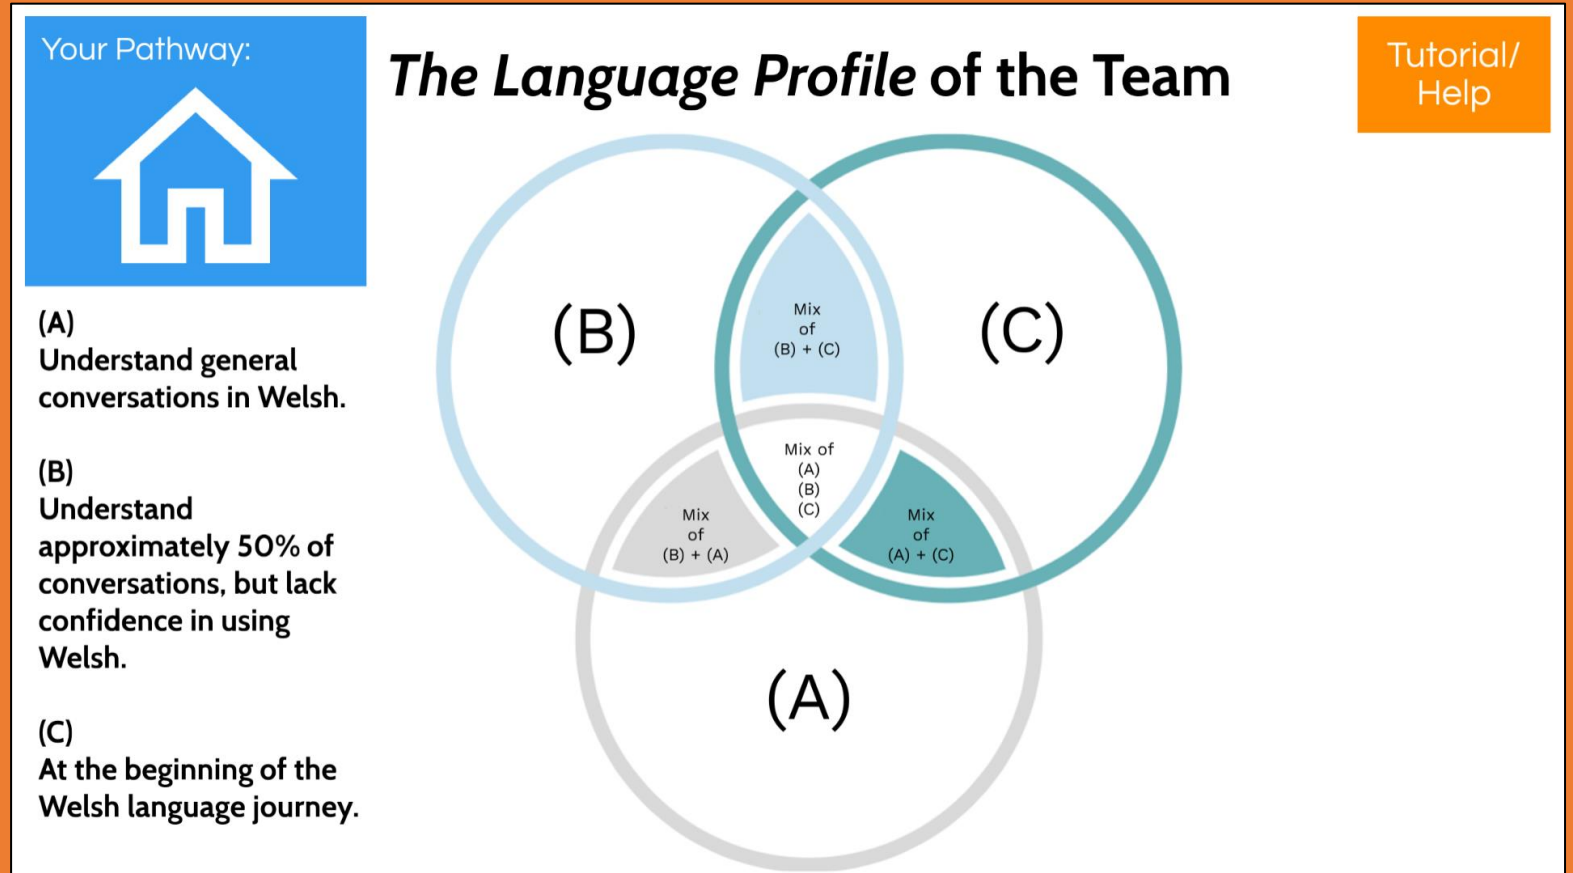 Your Pathway:
The Language Profile of the Team
Tutorial/
Help
(A)
Understand general
conversations in Welsh.
(B)
Understand
approximately 50% of
conversations, but lack
confidence in using
Welsh.
(C)
At the beginning of the
Welsh language journey.
(B)
(C)
Mix
of
(B) + (C)
Mix of
(A)
(B)
(C)
Mix
of
(B) + (A)
Mix
of
(A) + (C)
(A)